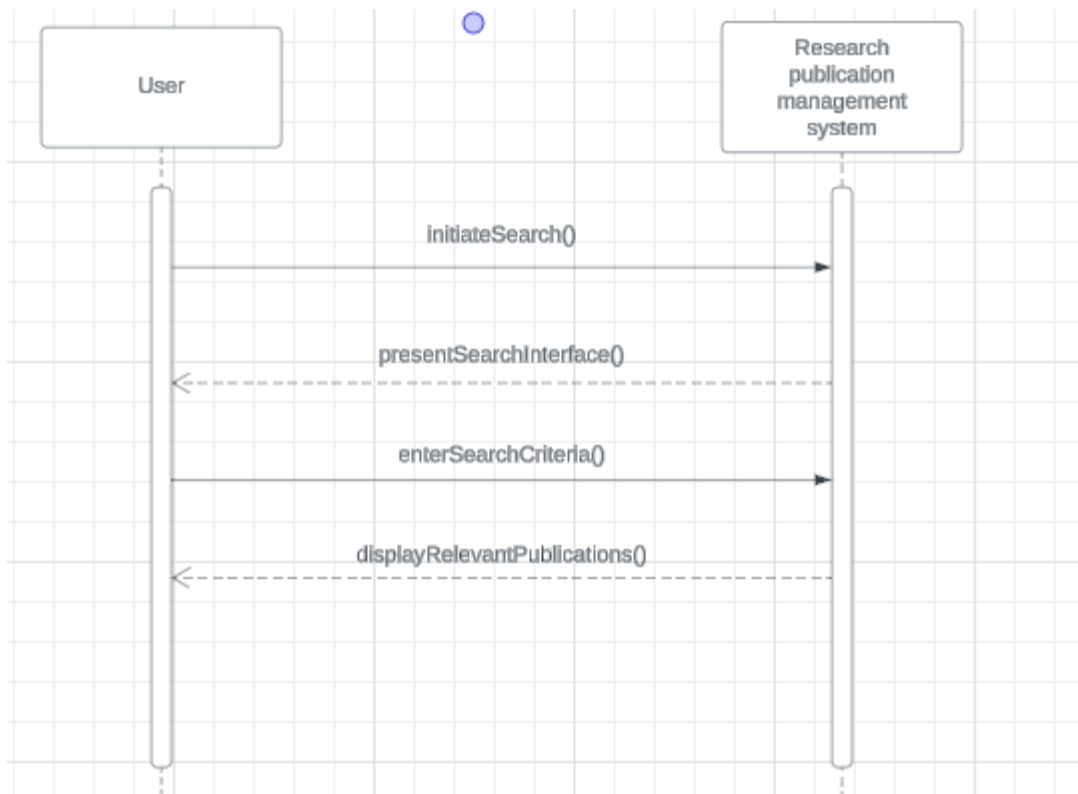 User
Research
publication
management
system
initiateSearch()
presentSearchInterface()
enterSearchCriteria()
displayRelevantPublications()